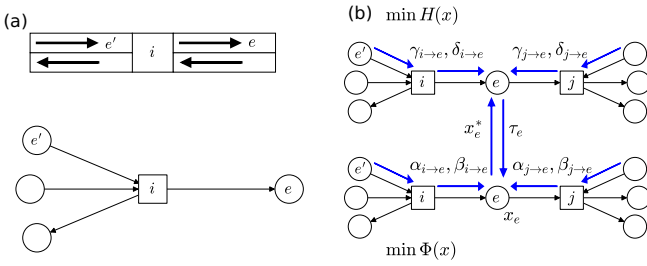 (a)
e′ i e
e′
i e
(b)
min H(x)
γ_{i→e}, δ_{i→e} γ_{j→e}, δ_{j→e}
e′
i e j
x_e^* τ_e
α_{i→e}, β_{i→e} α_{j→e}, β_{j→e}
e′
i e j
x_e
min Φ(x)